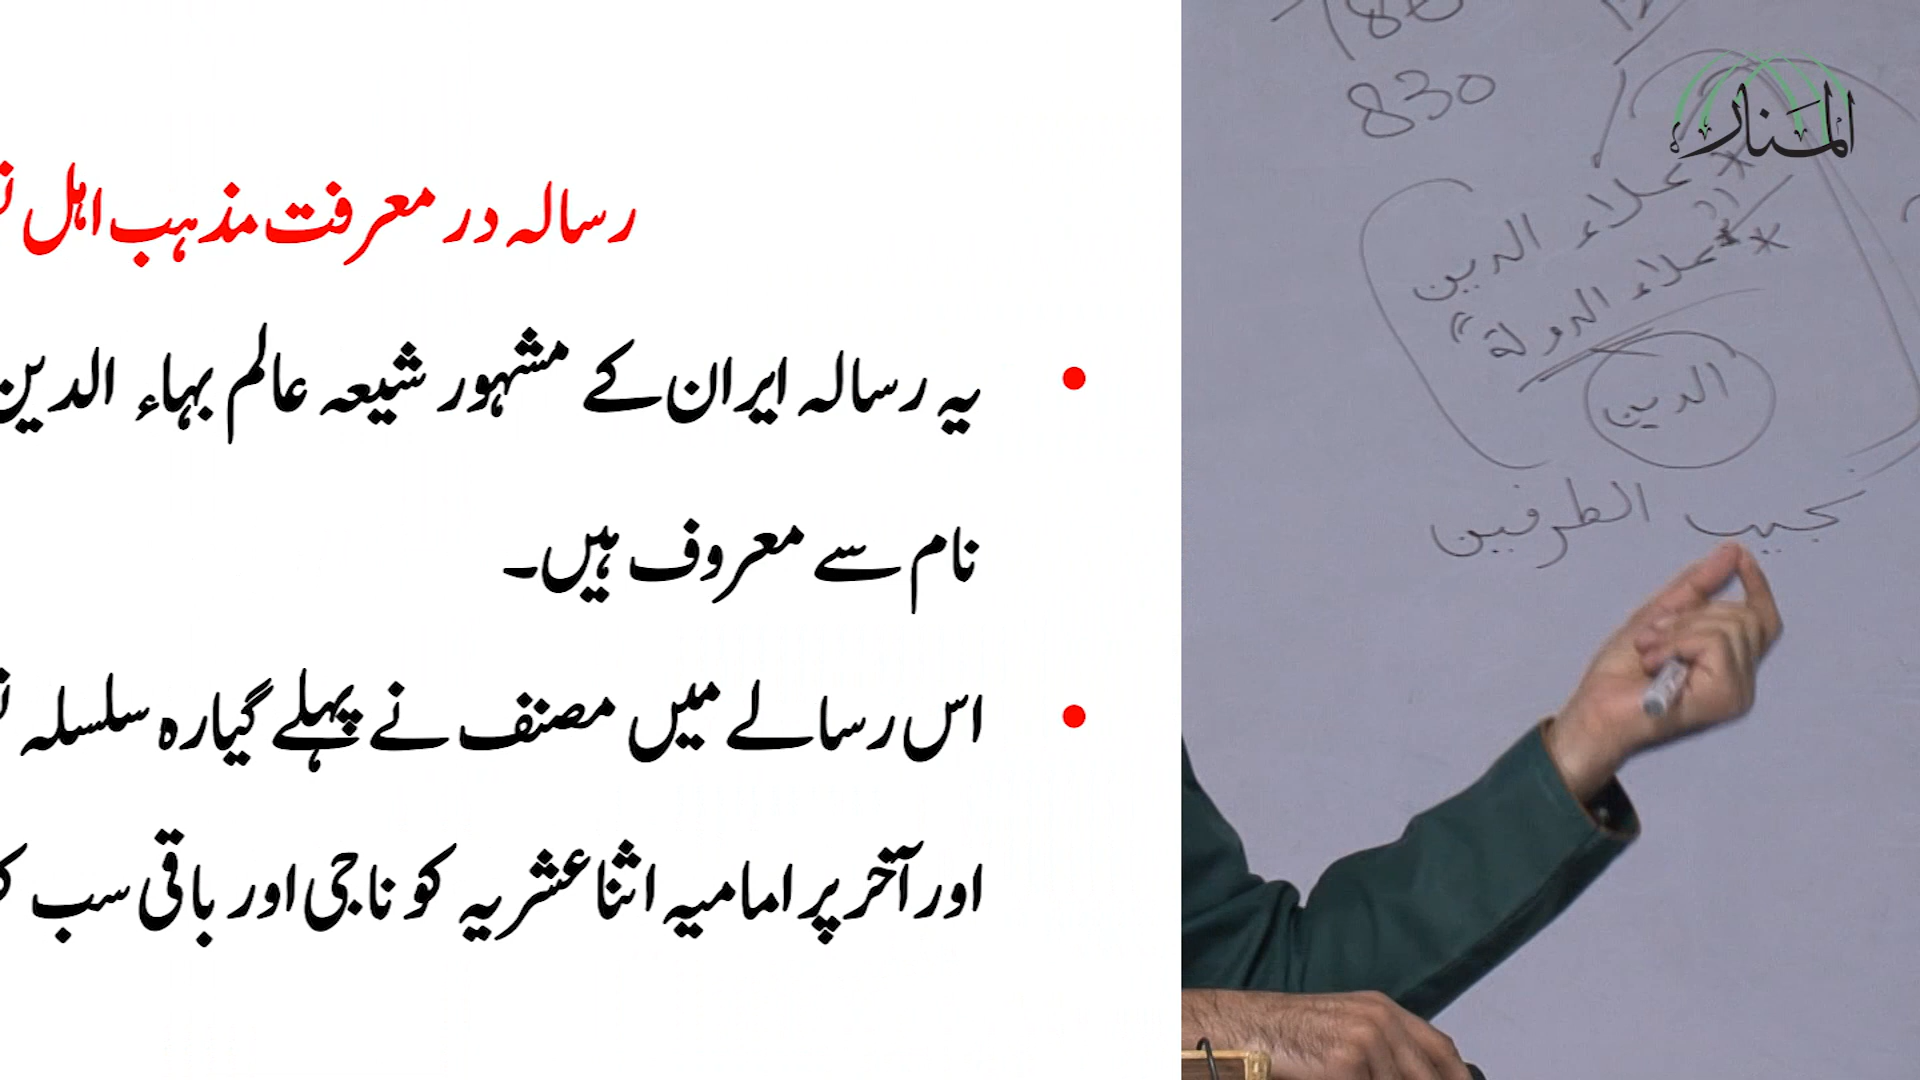 رسالہ در معرفت مذہب اہل
• یہ رسالہ ایران کے مشہور شیعہ عالم بہاء الدین
نام سے معروف ہیں۔
• اس رسالے میں مصنف نے پہلے گیارہ سلسلہ
اور آخر پر امامیہ اثنا عشریہ کو ناجی اور باقی سب
المنار
830
* علاء الدین
** علاء الدولة "
الدین
نجیب الطرفین